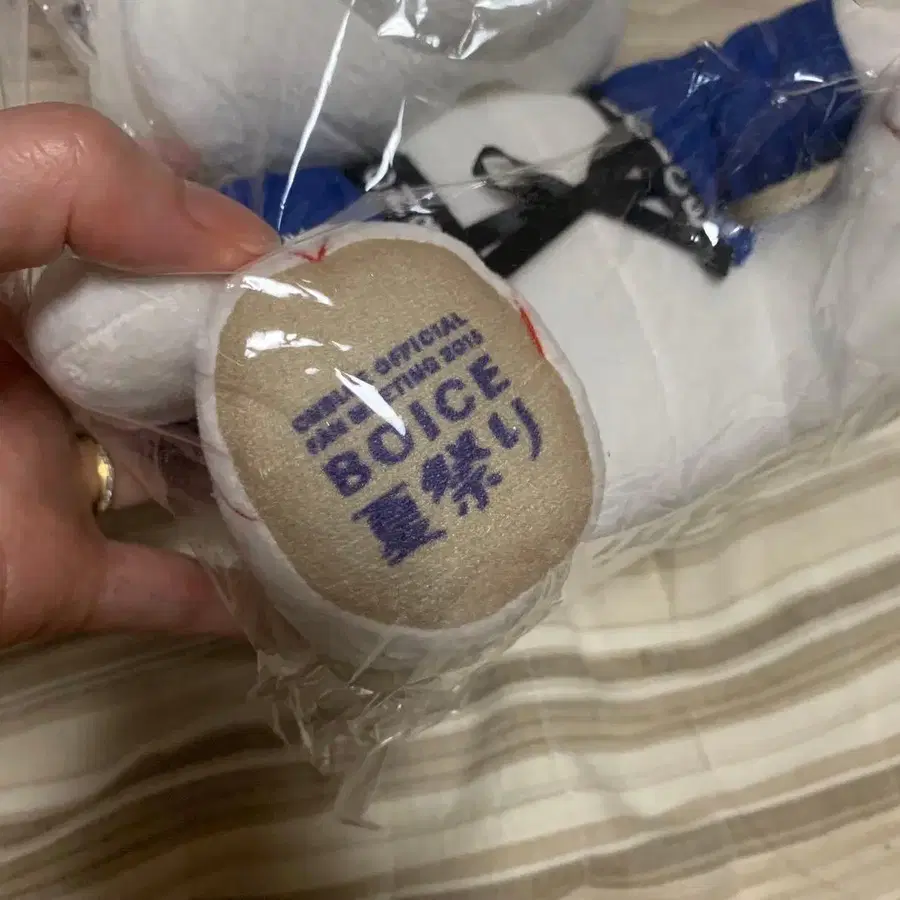 CNBLUE OFFICIAL
FAN MEETING 2015
BOICE
夏祭り